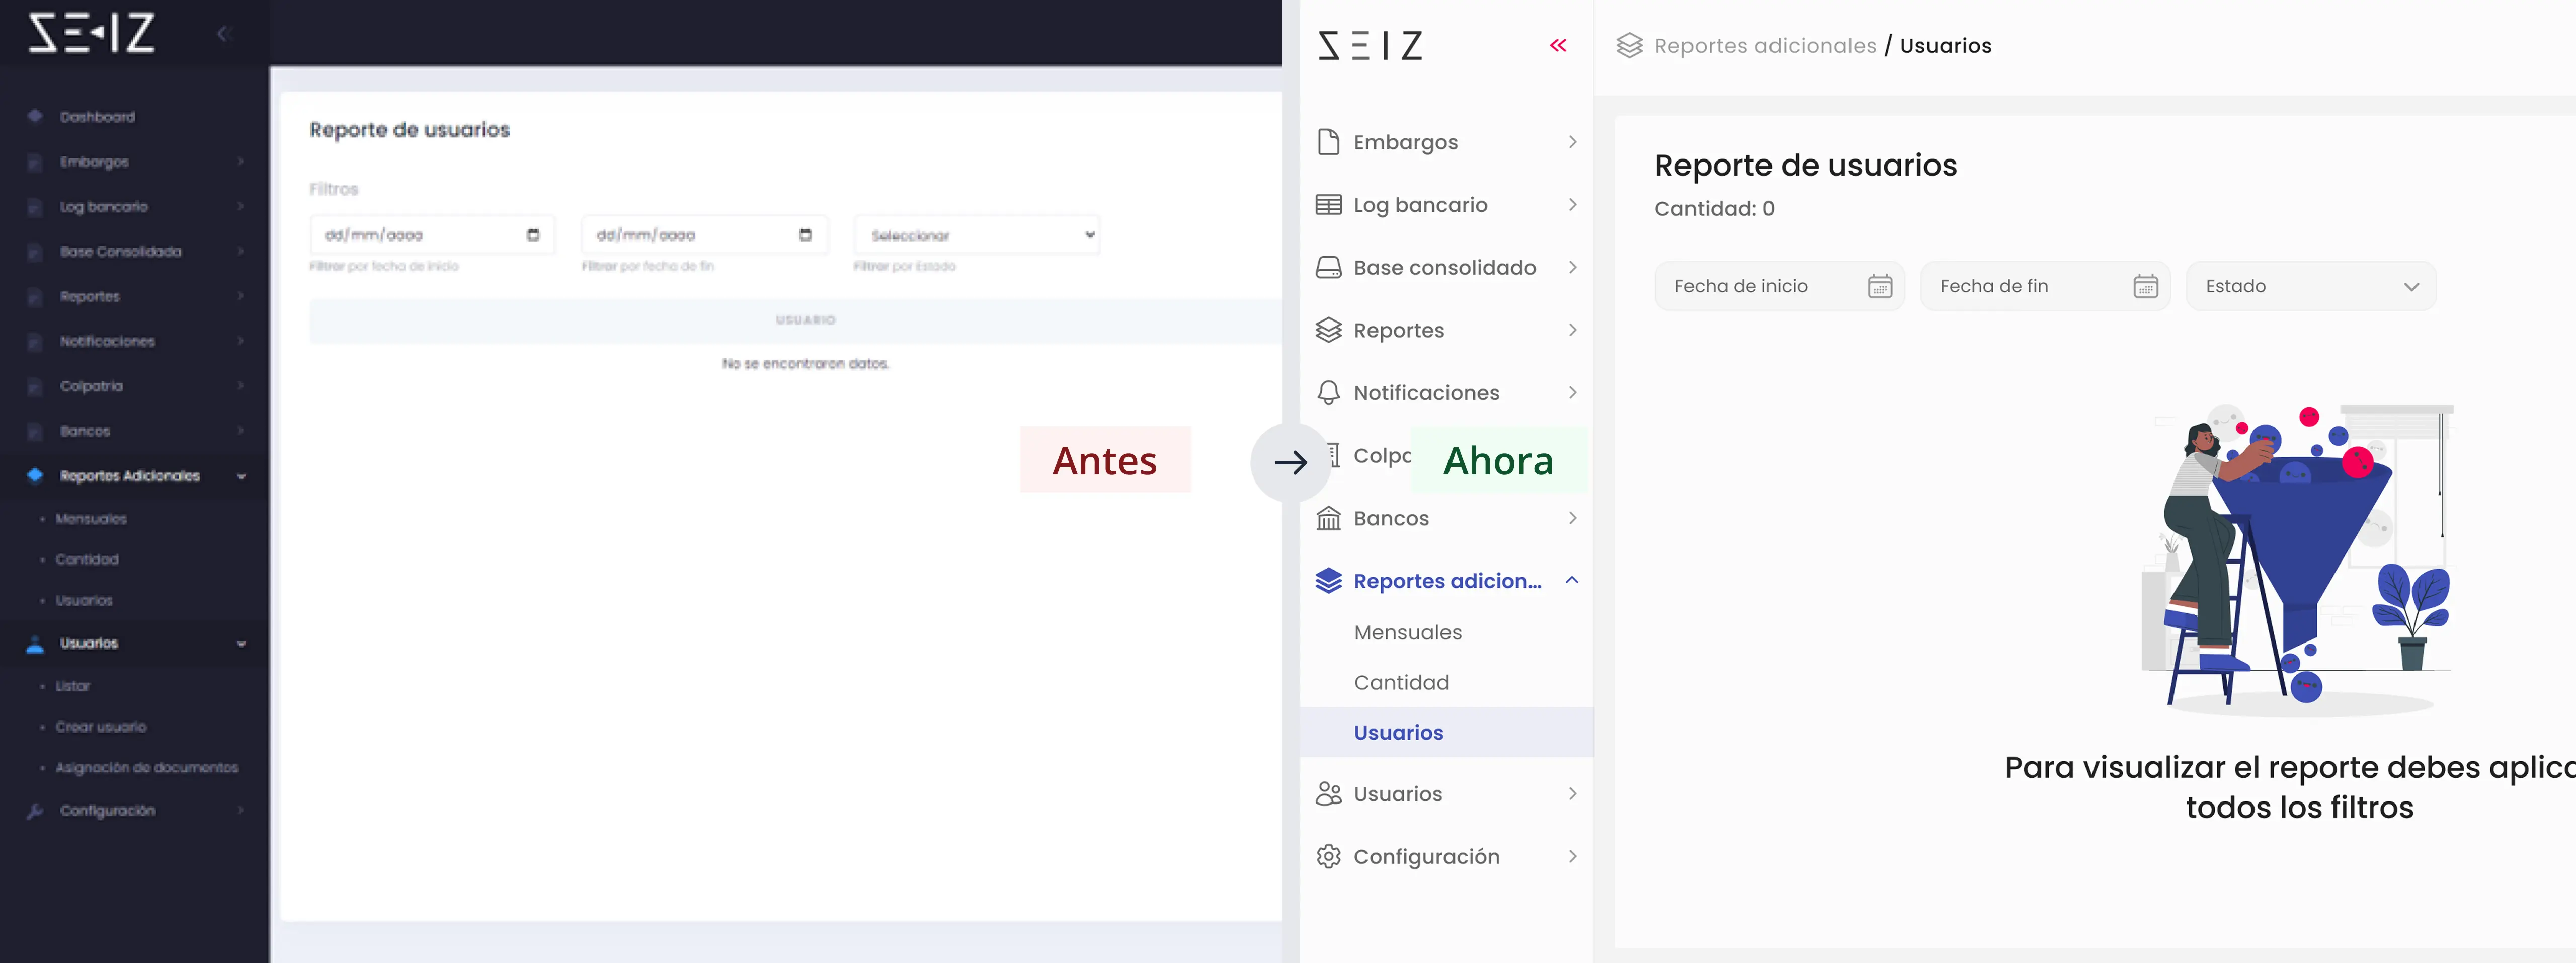 SEIZ
Dashboard
Embargos
Log bancario
Base Consolidada
Reportes
Notificaciones
Colpatria
Bancos
Reportes Adicionales
Mensuales
Cantidad
Usuarios
Usuarios
Listar
Crear usuario
Asignación de documentos
Configuración
Reporte de usuarios
Filtros
dd/mm/aaaa
dd/mm/aaaa
Seleccionar
Filtrar por fecha de inicio
Filtrar por fecha de fin
Filtrar por Estado
USUARIO
No se encontraron datos.
Antes
Ahora
SEIZ
Embargos
Log bancario
Base consolidado
Reportes
Notificaciones
Colpa
Bancos
Reportes adicion...
Mensuales
Cantidad
Usuarios
Usuarios
Configuración
Reportes adicionales / Usuarios
Reporte de usuarios
Cantidad: 0
Fecha de inicio
Fecha de fin
Estado
Para visualizar el reporte debes aplica
todos los filtros